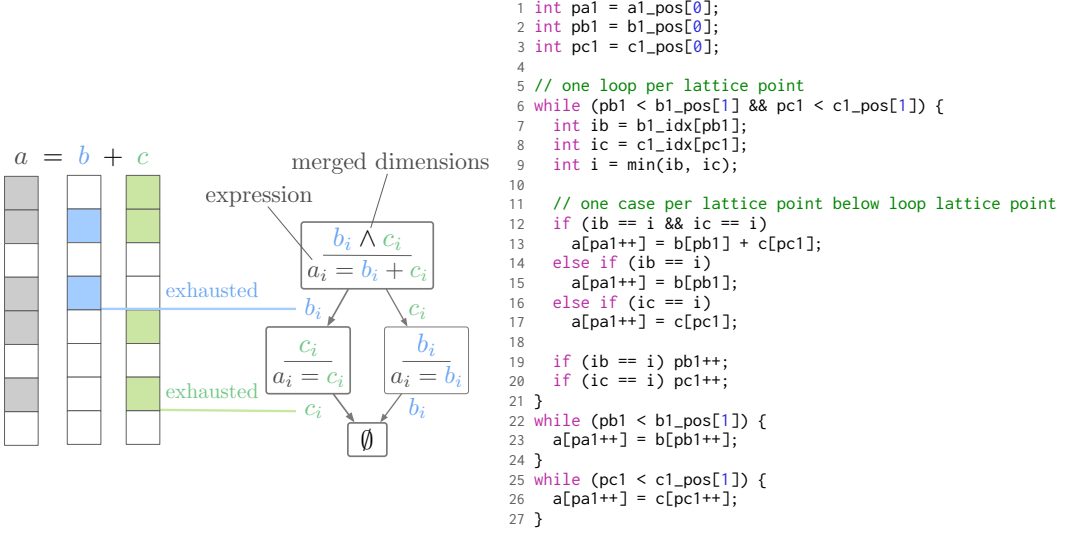 a = b + c
merged dimensions
expression
b_i ∧ c_i
a_i = b_i + c_i
exhausted
b_i
c_i
c_i
a_i = c_i
b_i
a_i = b_i
exhausted
c_i
b_i
∅
1 int pa1 = a1_pos[0];
2 int pb1 = b1_pos[0];
3 int pc1 = c1_pos[0];
4
5 // one loop per lattice point
6 while (pb1 < b1_pos[1] && pc1 < c1_pos[1]) {
7   int ib = b1_idx[pb1];
8   int ic = c1_idx[pc1];
9   int i = min(ib, ic);
10
11   // one case per lattice point below loop lattice point
12   if (ib == i && ic == i)
13     a[pa1++] = b[pb1] + c[pc1];
14   else if (ib == i)
15     a[pa1++] = b[pb1];
16   else if (ic == i)
17     a[pa1++] = c[pc1];
18
19   if (ib == i) pb1++;
20   if (ic == i) pc1++;
21 }
22 while (pb1 < b1_pos[1]) {
23   a[pa1++] = b[pb1++];
24 }
25 while (pc1 < c1_pos[1]) {
26   a[pa1++] = c[pc1++];
27 }